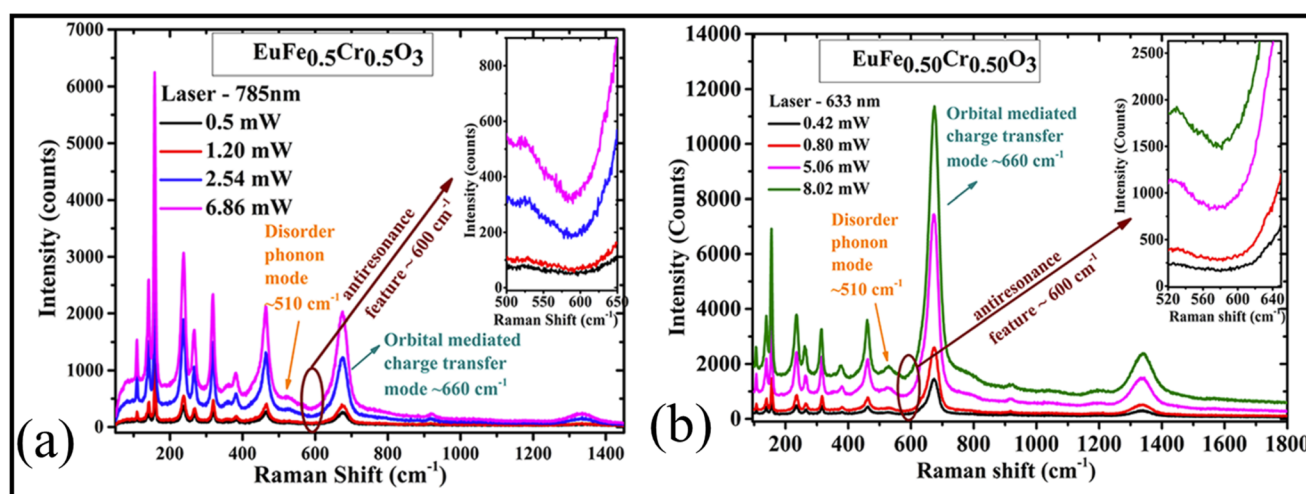 EuFe0.5Cr0.5O3
Laser - 785nm
0.5 mW
1.20 mW
2.54 mW
6.86 mW
Disorder
phonon
mode
~510 cm-1
antiresonance
feature ~ 600 cm-1
Orbital mediated
charge transfer
mode ~660 cm-1
Intensity (counts)
7000
6000
5000
4000
3000
2000
1000
0
200
400
600
800
1000
1200
1400
Raman Shift (cm-1)
Intensity (counts)
800
600
400
200
0
500
550
600
650
Raman Shift (cm-1)
(a)
EuFe0.50Cr0.50O3
Laser - 633 nm
0.42 mW
0.80 mW
5.06 mW
8.02 mW
Orbital mediated
charge transfer
mode ~660 cm-1
Disorder
phonon
mode
~510 cm-1
antiresonance
feature ~ 600 cm-1
Intensity (Counts)
14000
12000
10000
8000
6000
4000
2000
0
200
400
600
800
1000
1200
1400
1600
1800
Raman shift (cm-1)
Intensity (Counts)
2500
2000
1500
1000
500
0
520
560
600
640
Raman Shift (cm-1)
(b)